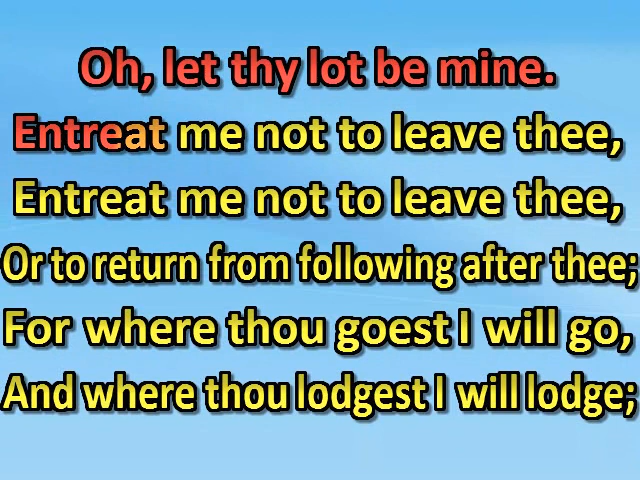 Oh, let thy lot be mine.
Entreat me not to leave thee,
Entreat me not to leave thee,
Or to return from following after thee;
For where thou goest I will go,
And where thou lodgest I will lodge;